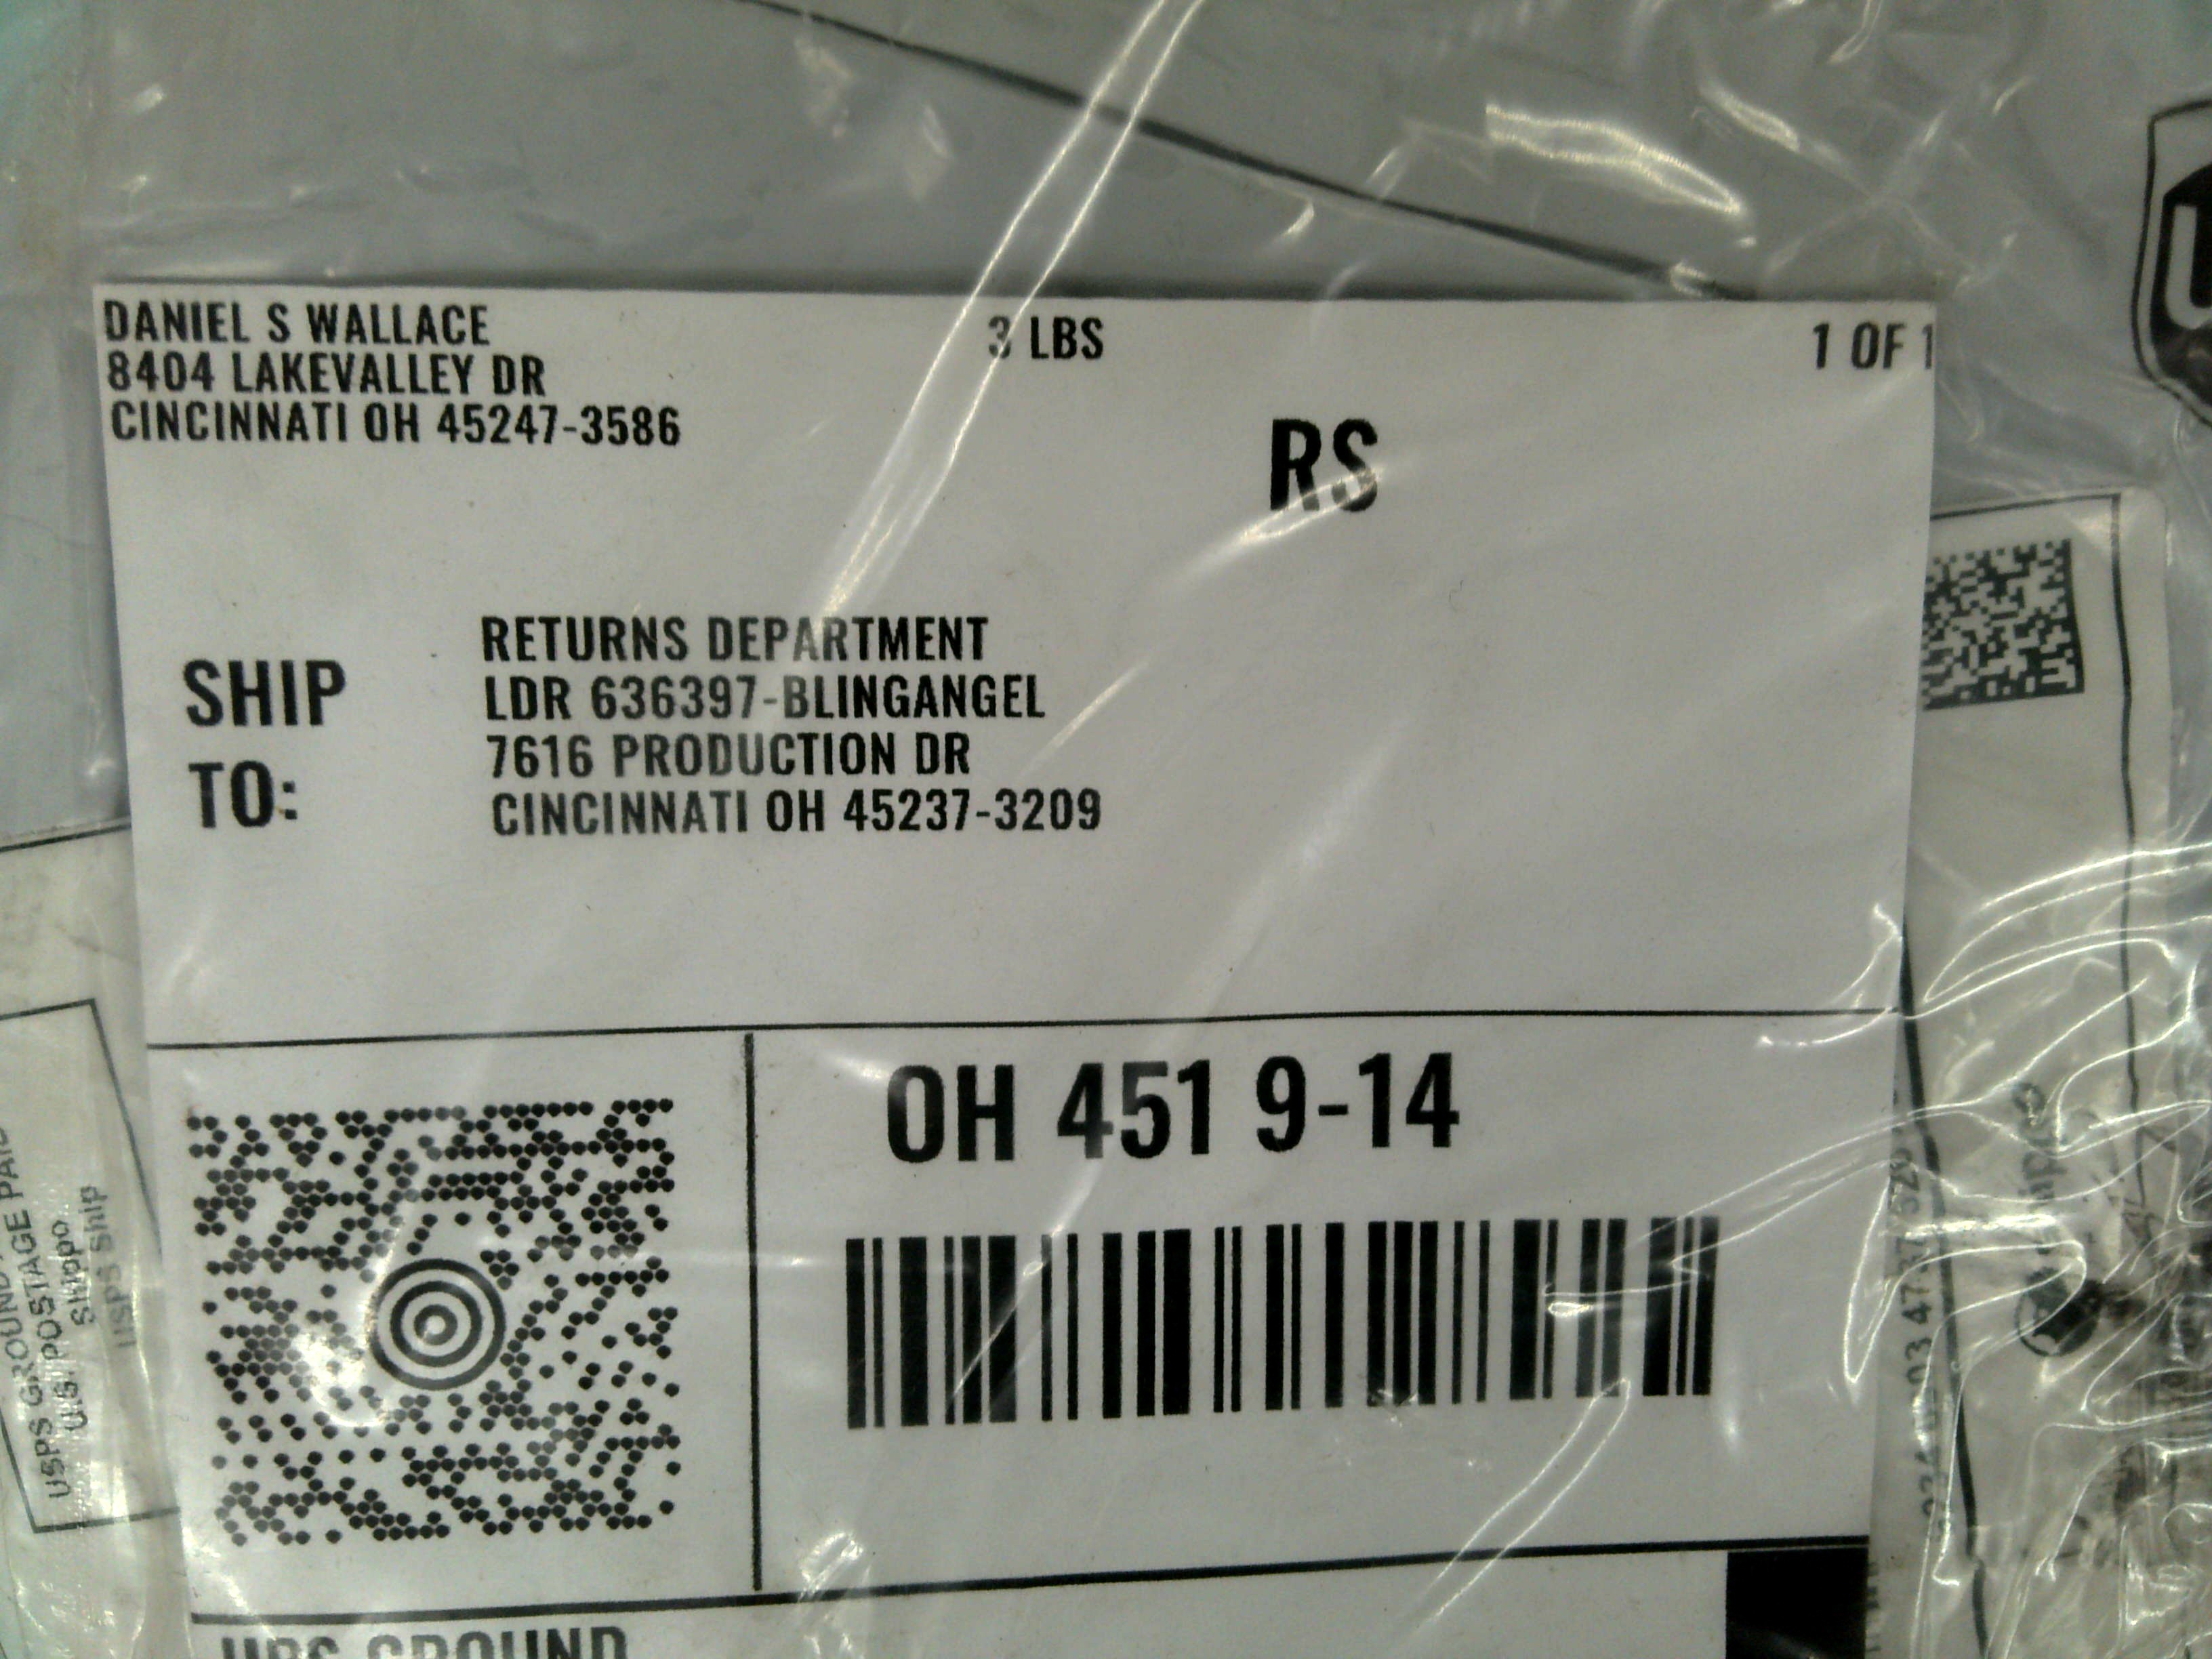 DANIEL S WALLACE
8404 LAKEVALLEY DR
CINCINNATI OH 45247-3586
3 LBS
1 OF 1
RS
SHIP
TO:
RETURNS DEPARTMENT
LDR 636397-BLINGANGEL
7616 PRODUCTION DR
CINCINNATI OH 45237-3209
OH 451 9-14
UPS GROUND
USPS GROUND
U.S. POSTAGE PAID
Shippo
USPS Ship